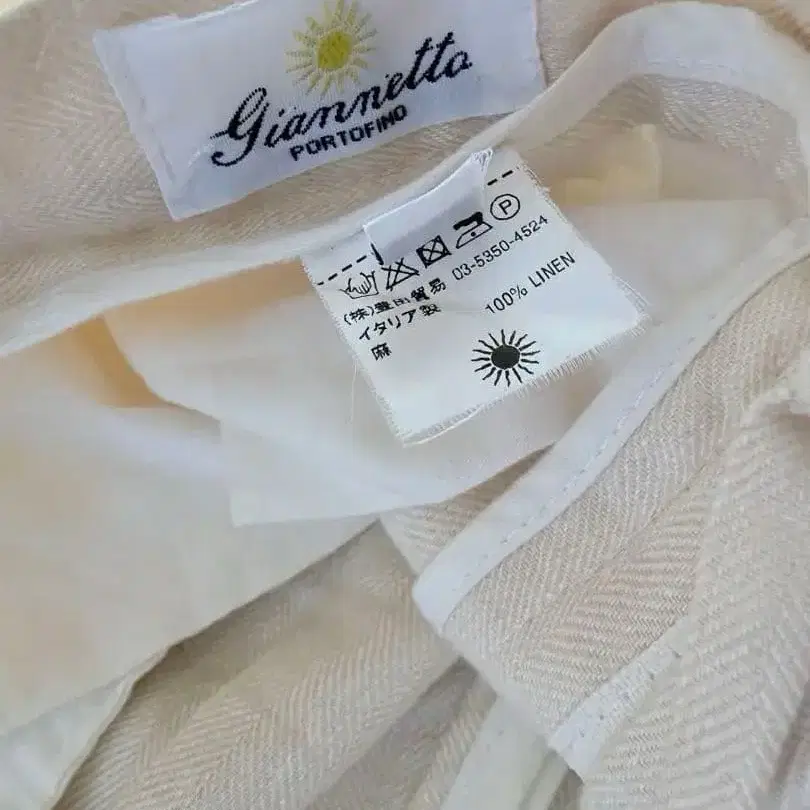 Giannetto
PORTOFINO
P
03-5350-4524
(株)豊田貿易
イタリア製
麻
100% LINEN